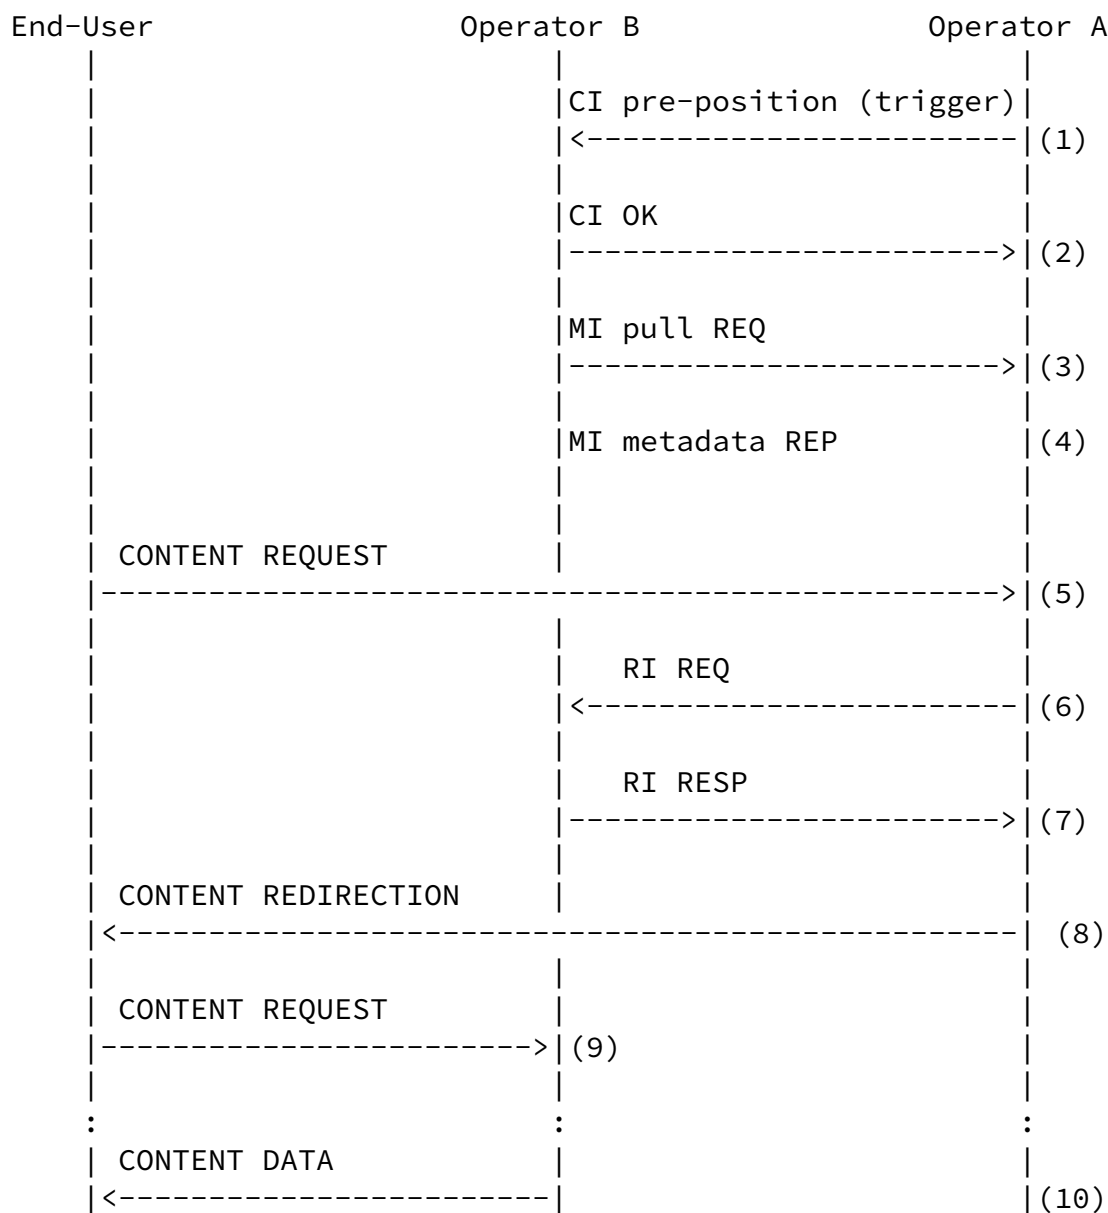 End-User                 Operator B                Operator A
    |                         |                         |
    |                         |CI pre-position (trigger)|
    |                         |<------------------------|(1)
    |                         |                         |
    |                         |CI OK                    |
    |                         |------------------------>|(2)
    |                         |                         |
    |                         |MI pull REQ              |
    |                         |------------------------>|(3)
    |                         |                         |
    |                         |MI metadata REP          |(4)
    |                         |                         |
    |                         |                         |
    | CONTENT REQUEST         |                         |
    |-------------------------------------------------->|(5)
    |                         |                         |
    |                         |   RI REQ                |
    |                         |<------------------------|(6)
    |                         |                         |
    |                         |   RI RESP               |
    |                         |------------------------>|(7)
    |                         |                         |
    | CONTENT REDIRECTION     |                         |
    |<--------------------------------------------------| (8)
    |                         |                         |
    | CONTENT REQUEST         |                         |
    |------------------------>|(9)                      |
    |                         |                         |
    :                         :                         :
    | CONTENT DATA            |                         |
    |<------------------------|                         |(10)